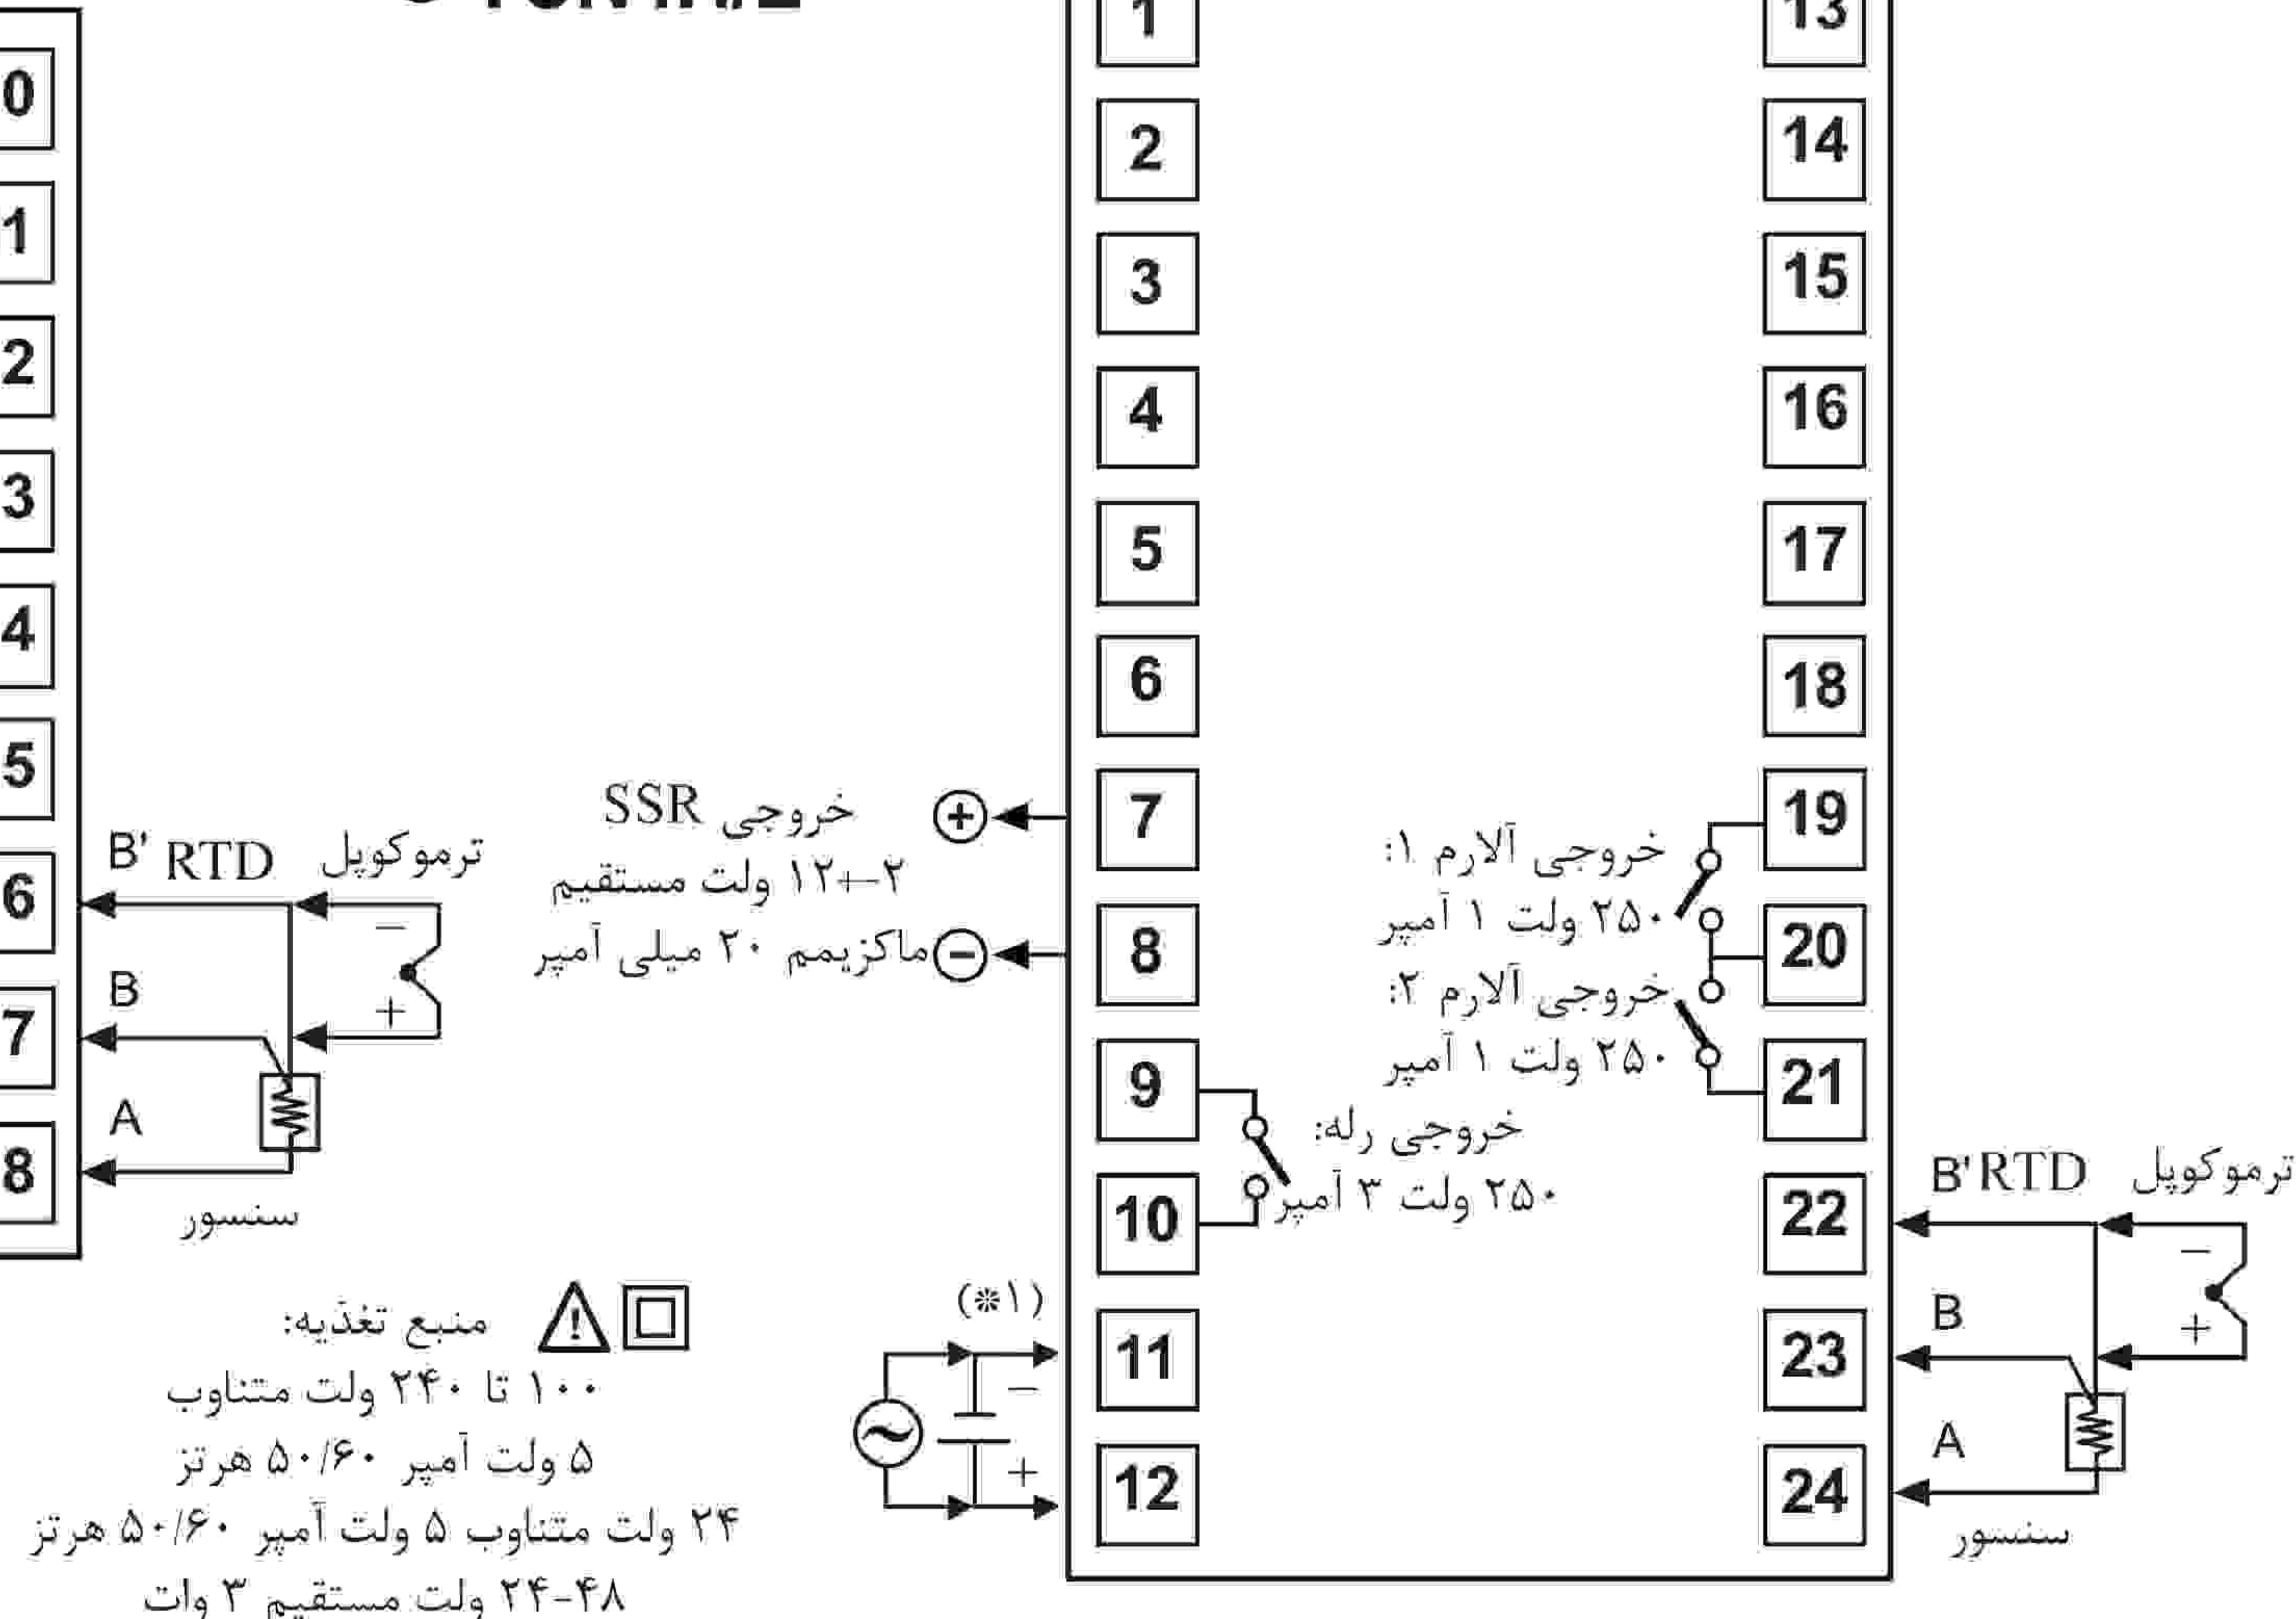 0
1
2
3
4
5
6
7
8
B' RTD ترموکوپل
−
B
+
A
سنسور
خروجی SSR
۱۲+−۲ ولت مستقیم
ماکزیمم ۲۰ میلی آمپر
+
−
منبع تغذیه:
۱۰۰ تا ۲۴۰ ولت متناوب
۵ ولت آمپر ۵۰/۶۰ هرتز
۲۴ ولت متناوب ۵ ولت آمپر ۵۰/۶۰ هرتز
۲۴-۴۸ ولت مستقیم ۳ وات
(*۱)
−
+
1
2
3
4
5
6
7
8
9
10
11
12
خروجی آلارم ۱:
۲۵۰ ولت ۱ آمپر
خروجی آلارم ۲:
۲۵۰ ولت ۱ آمپر
خروجی رله:
۲۵۰ ولت ۳ آمپر
13
14
15
16
17
18
19
20
21
22
23
24
B' RTD ترموکوپل
−
B
+
A
سنسور